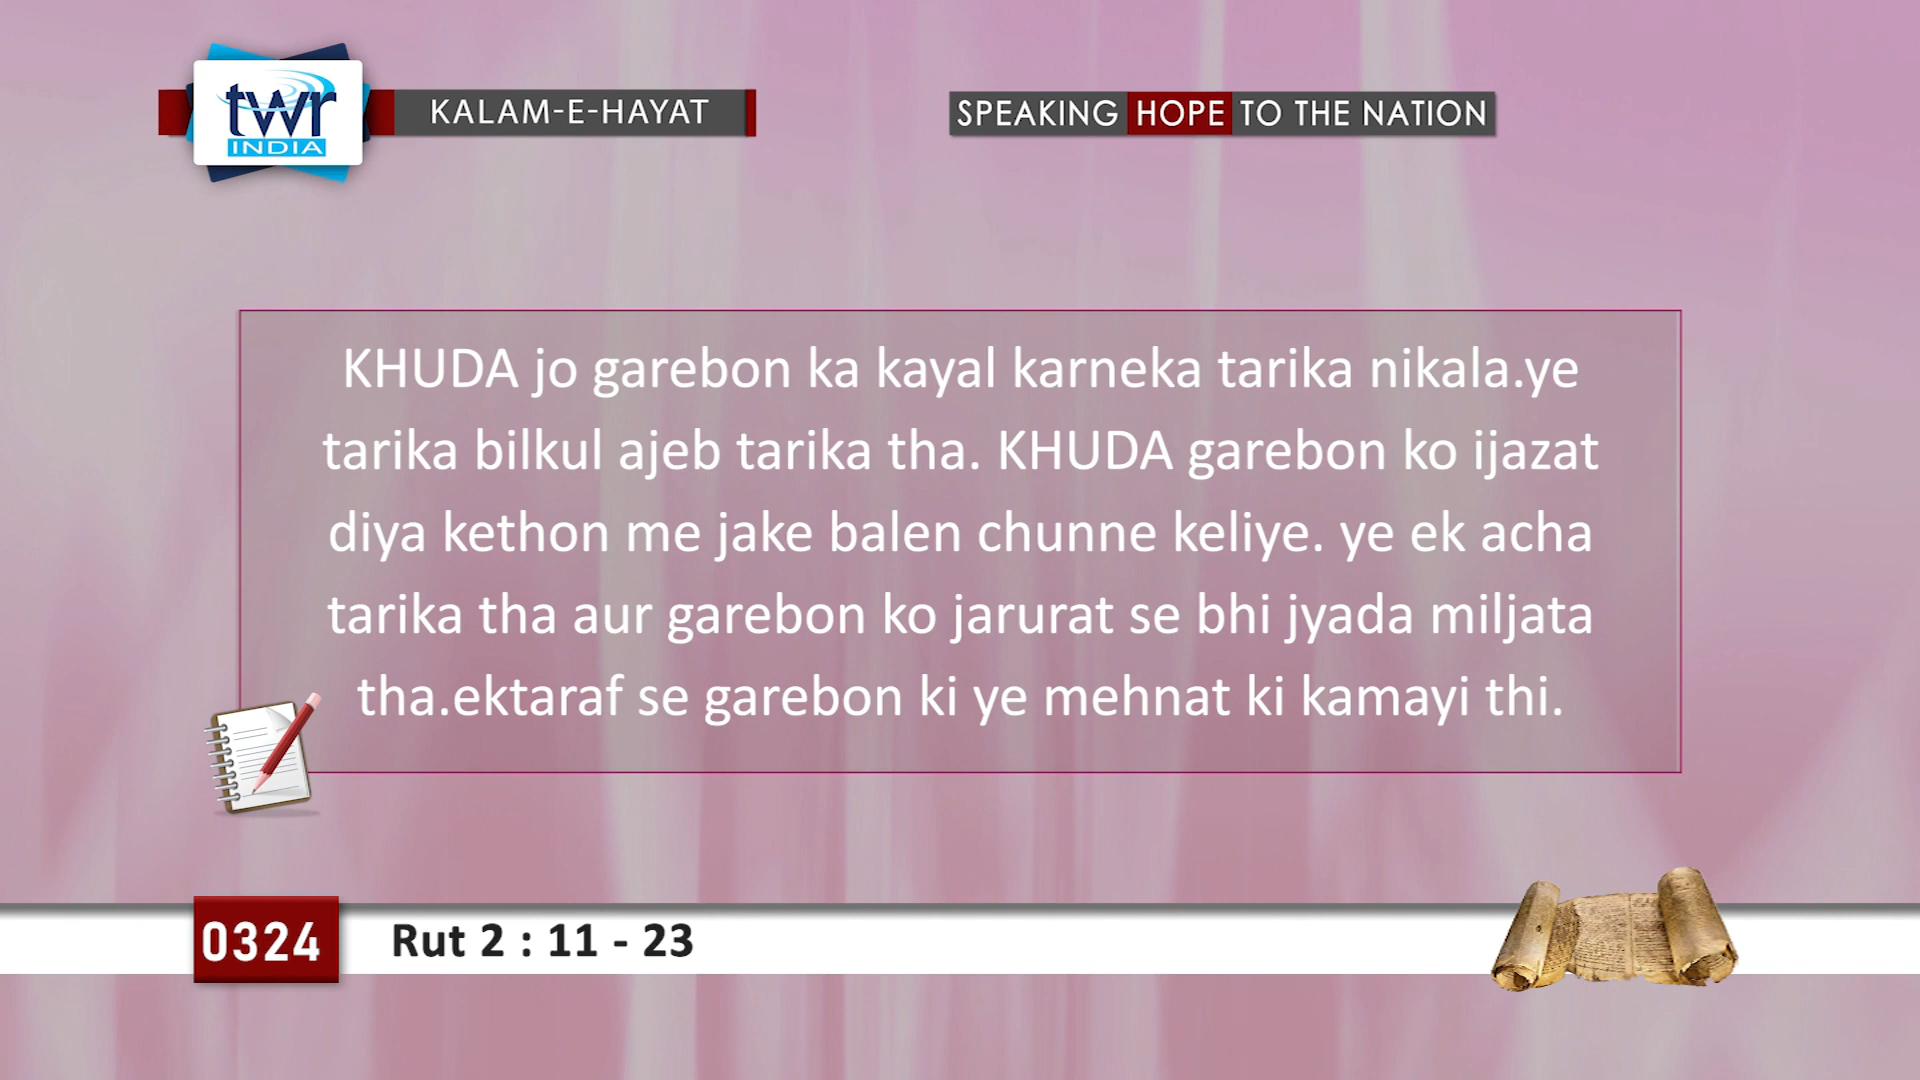 twr
INDIA
KALAM-E-HAYAT
SPEAKING HOPE TO THE NATION
KHUDA jo garebon ka kayal karneka tarika nikala.ye
tarika bilkul ajeb tarika tha. KHUDA garebon ko ijazat
diya kethon me jake balen chunne keliye. ye ek acha
tarika tha aur garebon ko jarurat se bhi jyada miljata
tha.ektaraf se garebon ki ye mehnat ki kamayi thi.
0324
Rut 2 : 11 - 23